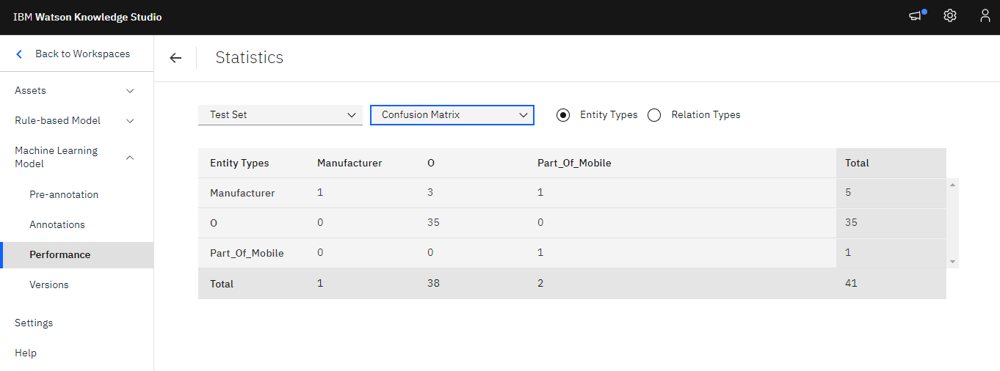 IBM Watson Knowledge Studio
Back to Workspaces
Statistics
Assets
Rule-based Model
Machine Learning
Model
Pre-annotation
Annotations
Performance
Versions
Settings
Help
Test Set
Confusion Matrix
Entity Types
Relation Types
Entity Types Manufacturer O Part_Of_Mobile Total
Manufacturer 1 3 1 5
O 0 35 0 35
Part_Of_Mobile 0 0 1 1
Total 1 38 2 41